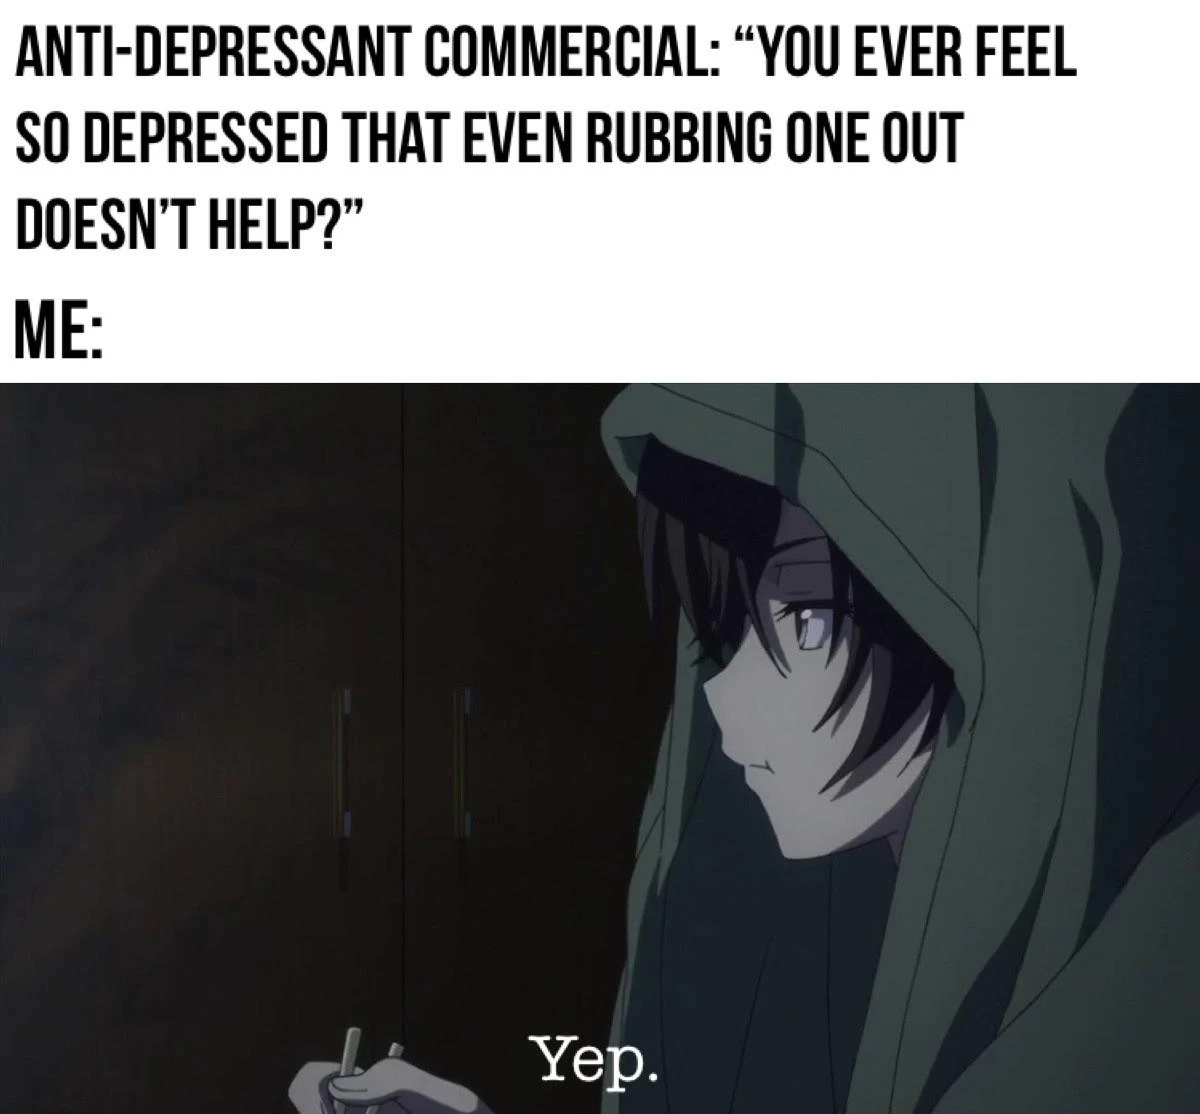 ANTI-DEPRESSANT COMMERCIAL: “YOU EVER FEEL
SO DEPRESSED THAT EVEN RUBBING ONE OUT
DOESN’T HELP?”
ME:
Yep.